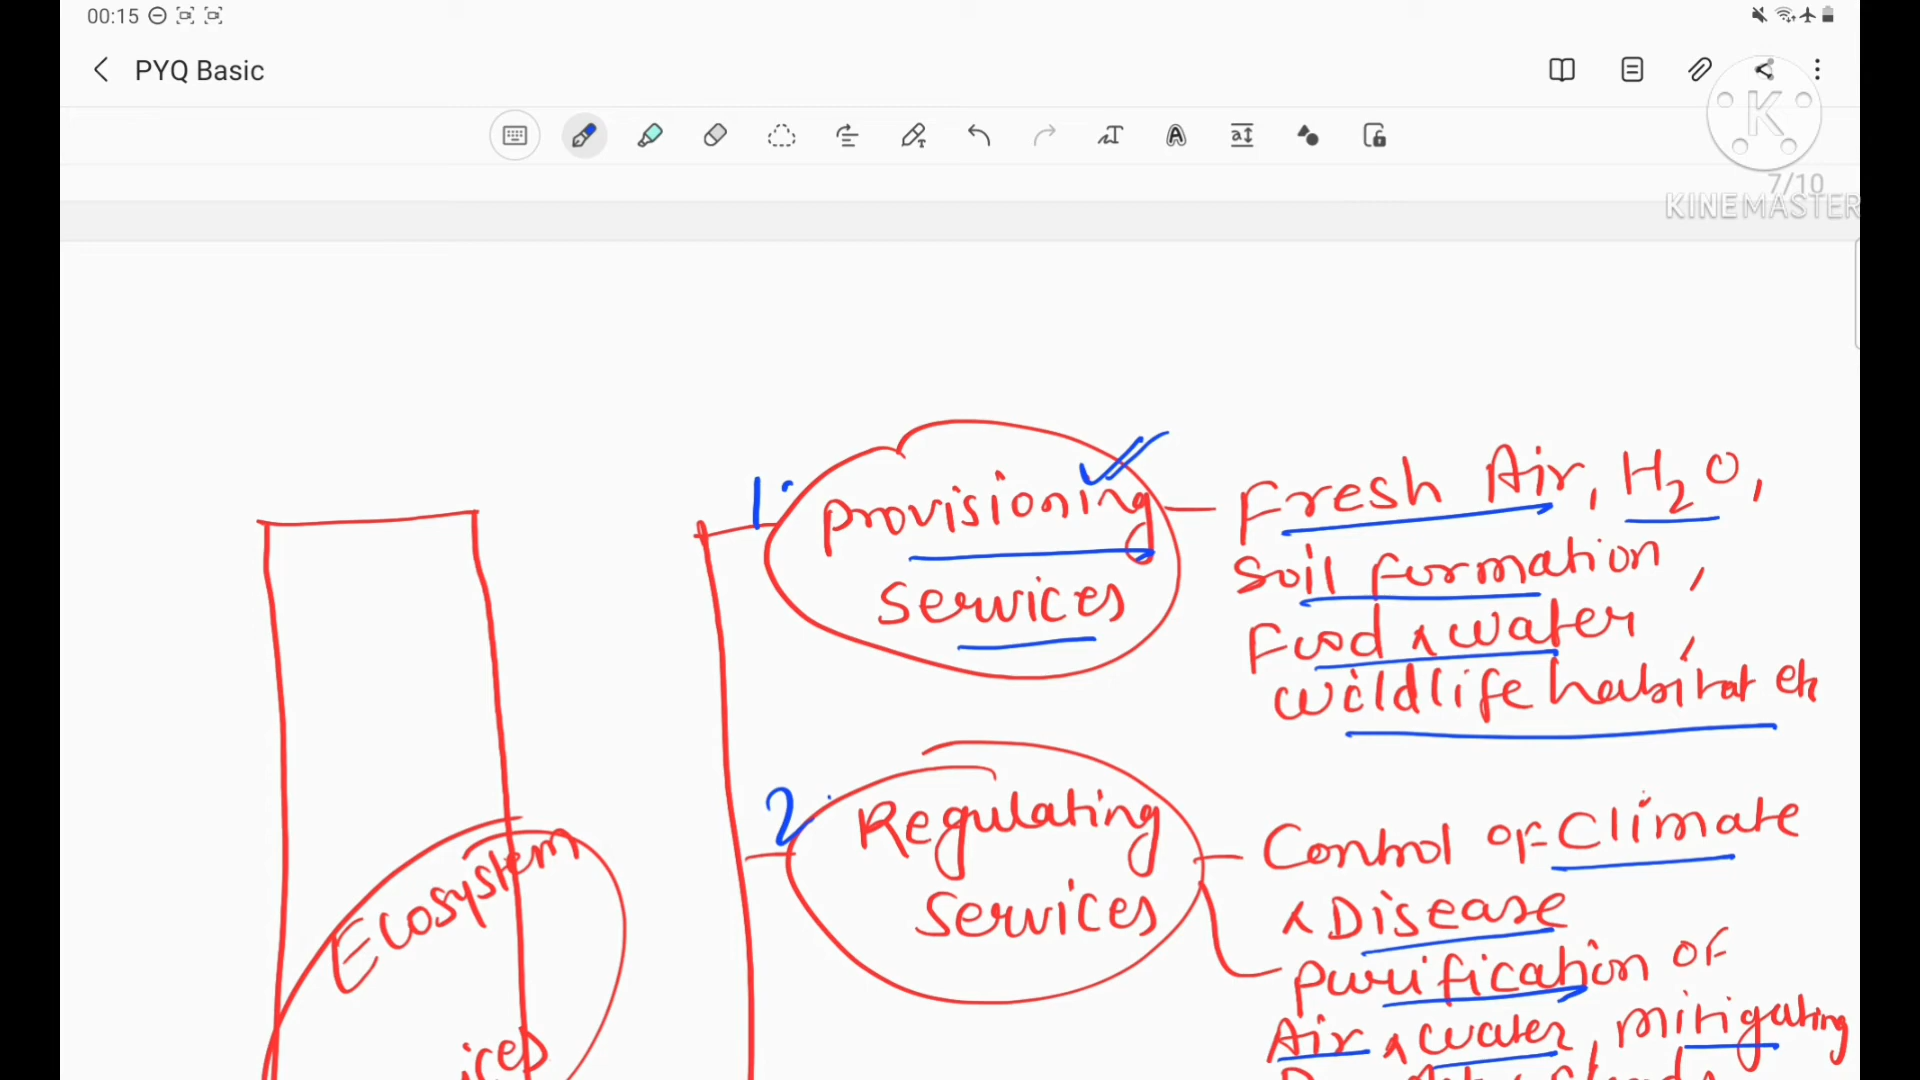 00:15
PYQ Basic
K
7/10
KINEMASTER
1.
Provisioning
Services
Fresh Air, H2O,
Soil formation,
Food & water,
wildlife habitat etc
2.
Regulating
Services
Control of Climate
& Disease
Purification of
Air & water, mitigating
Ecosystem